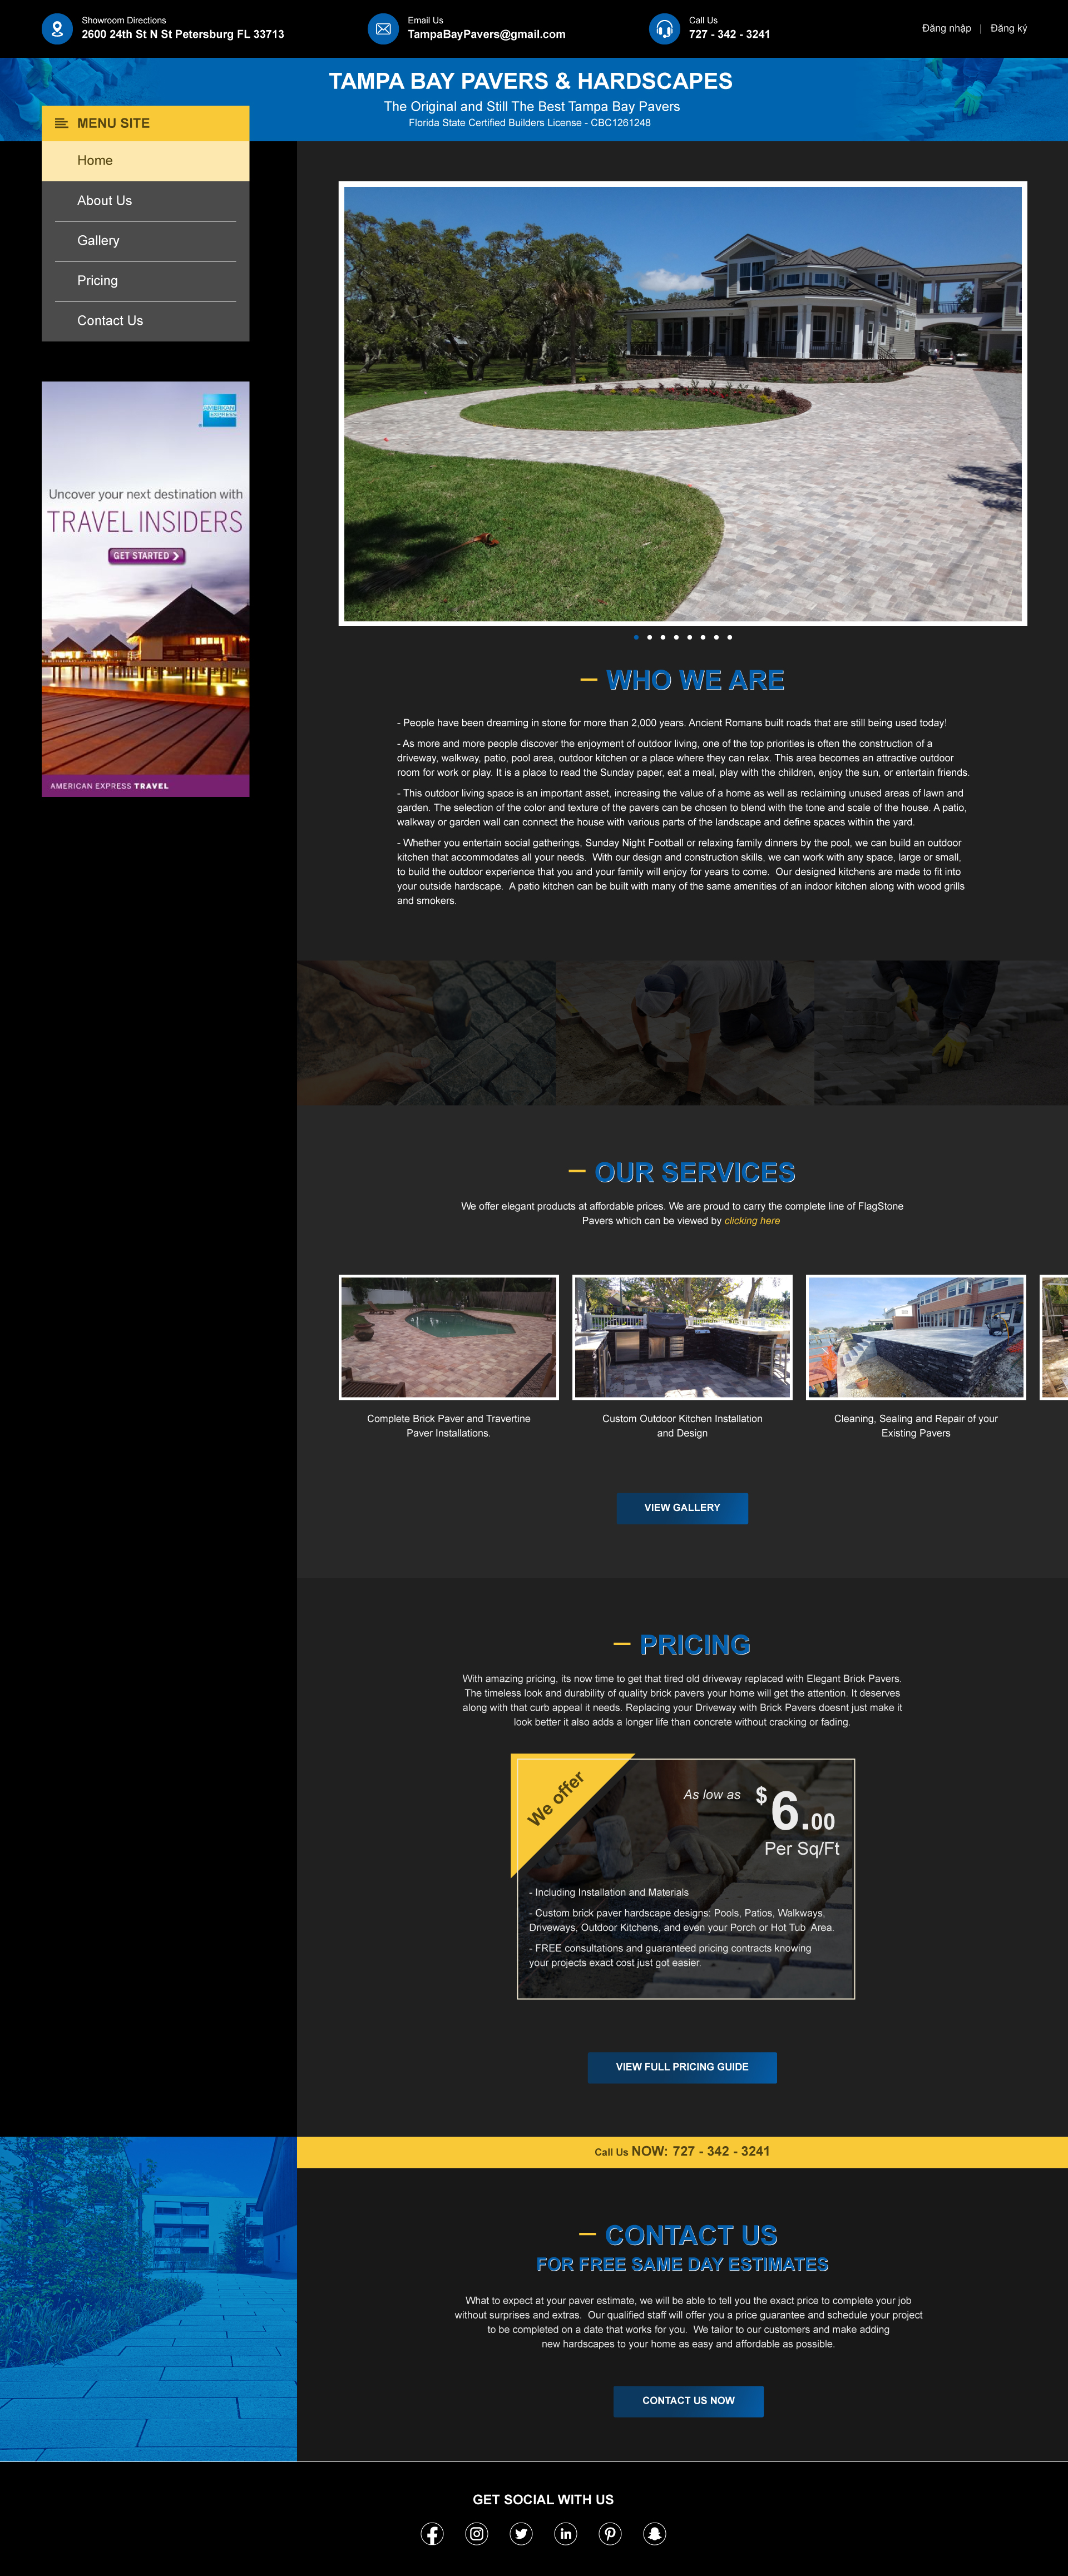 Showroom Directions
2600 24th St N St Petersburg FL 33713
Email Us
TampaBayPavers@gmail.com
Call Us
727 - 342 - 3241
Đăng nhập | Đăng ký
TAMPA BAY PAVERS & HARDSCAPES
The Original and Still The Best Tampa Bay Pavers
Florida State Certified Builders License - CBC1261248
MENU SITE
Home
About Us
Gallery
Pricing
Contact Us
AMERICAN
EXPRESS
®
Uncover your next destination with
TRAVEL INSIDERS
GET STARTED
AMERICAN EXPRESS TRAVEL
WHO WE ARE
- People have been dreaming in stone for more than 2,000 years. Ancient Romans built roads that are still being used today!
- As more and more people discover the enjoyment of outdoor living, one of the top priorities is often the construction of a
driveway, walkway, patio, pool area, outdoor kitchen or a place where they can relax. This area becomes an attractive outdoor
room for work or play. It is a place to read the Sunday paper, eat a meal, play with the children, enjoy the sun, or entertain friends.
- This outdoor living space is an important asset, increasing the value of a home as well as reclaiming unused areas of lawn and
garden. The selection of the color and texture of the pavers can be chosen to blend with the tone and scale of the house. A patio,
walkway or garden wall can connect the house with various parts of the landscape and define spaces within the yard.
- Whether you entertain social gatherings, Sunday Night Football or relaxing family dinners by the pool, we can build an outdoor
kitchen that accommodates all your needs. With our design and construction skills, we can work with any space, large or small,
to build the outdoor experience that you and your family will enjoy for years to come. Our designed kitchens are made to fit into
your outside hardscape. A patio kitchen can be built with many of the same amenities of an indoor kitchen along with wood grills
and smokers.
OUR SERVICES
We offer elegant products at affordable prices. We are proud to carry the complete line of FlagStone
Pavers which can be viewed by clicking here
Complete Brick Paver and Travertine
Paver Installations.
Custom Outdoor Kitchen Installation
and Design
Cleaning, Sealing and Repair of your
Existing Pavers
VIEW GALLERY
PRICING
With amazing pricing, its now time to get that tired old driveway replaced with Elegant Brick Pavers.
The timeless look and durability of quality brick pavers your home will get the attention. It deserves
along with that curb appeal it needs. Replacing your Driveway with Brick Pavers doesnt just make it
look better it also adds a longer life than concrete without cracking or fading.
We offer
As low as $6.00
Per Sq/Ft
- Including Installation and Materials
- Custom brick paver hardscape designs: Pools, Patios, Walkways,
Driveways, Outdoor Kitchens, and even your Porch or Hot Tub Area.
- FREE consultations and guaranteed pricing contracts knowing
your projects exact cost just got easier.
VIEW FULL PRICING GUIDE
Call Us NOW: 727 - 342 - 3241
CONTACT US
FOR FREE SAME DAY ESTIMATES
What to expect at your paver estimate, we will be able to tell you the exact price to complete your job
without surprises and extras. Our qualified staff will offer you a price guarantee and schedule your project
to be completed on a date that works for you. We tailor to our customers and make adding
new hardscapes to your home as easy and affordable as possible.
CONTACT US NOW
GET SOCIAL WITH US